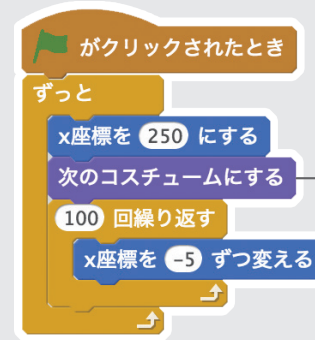 がクリックされたとき
ずっと
x座標を 250 にする
次のコスチュームにする
100 回繰り返す
x座標を -5 ずつ変える